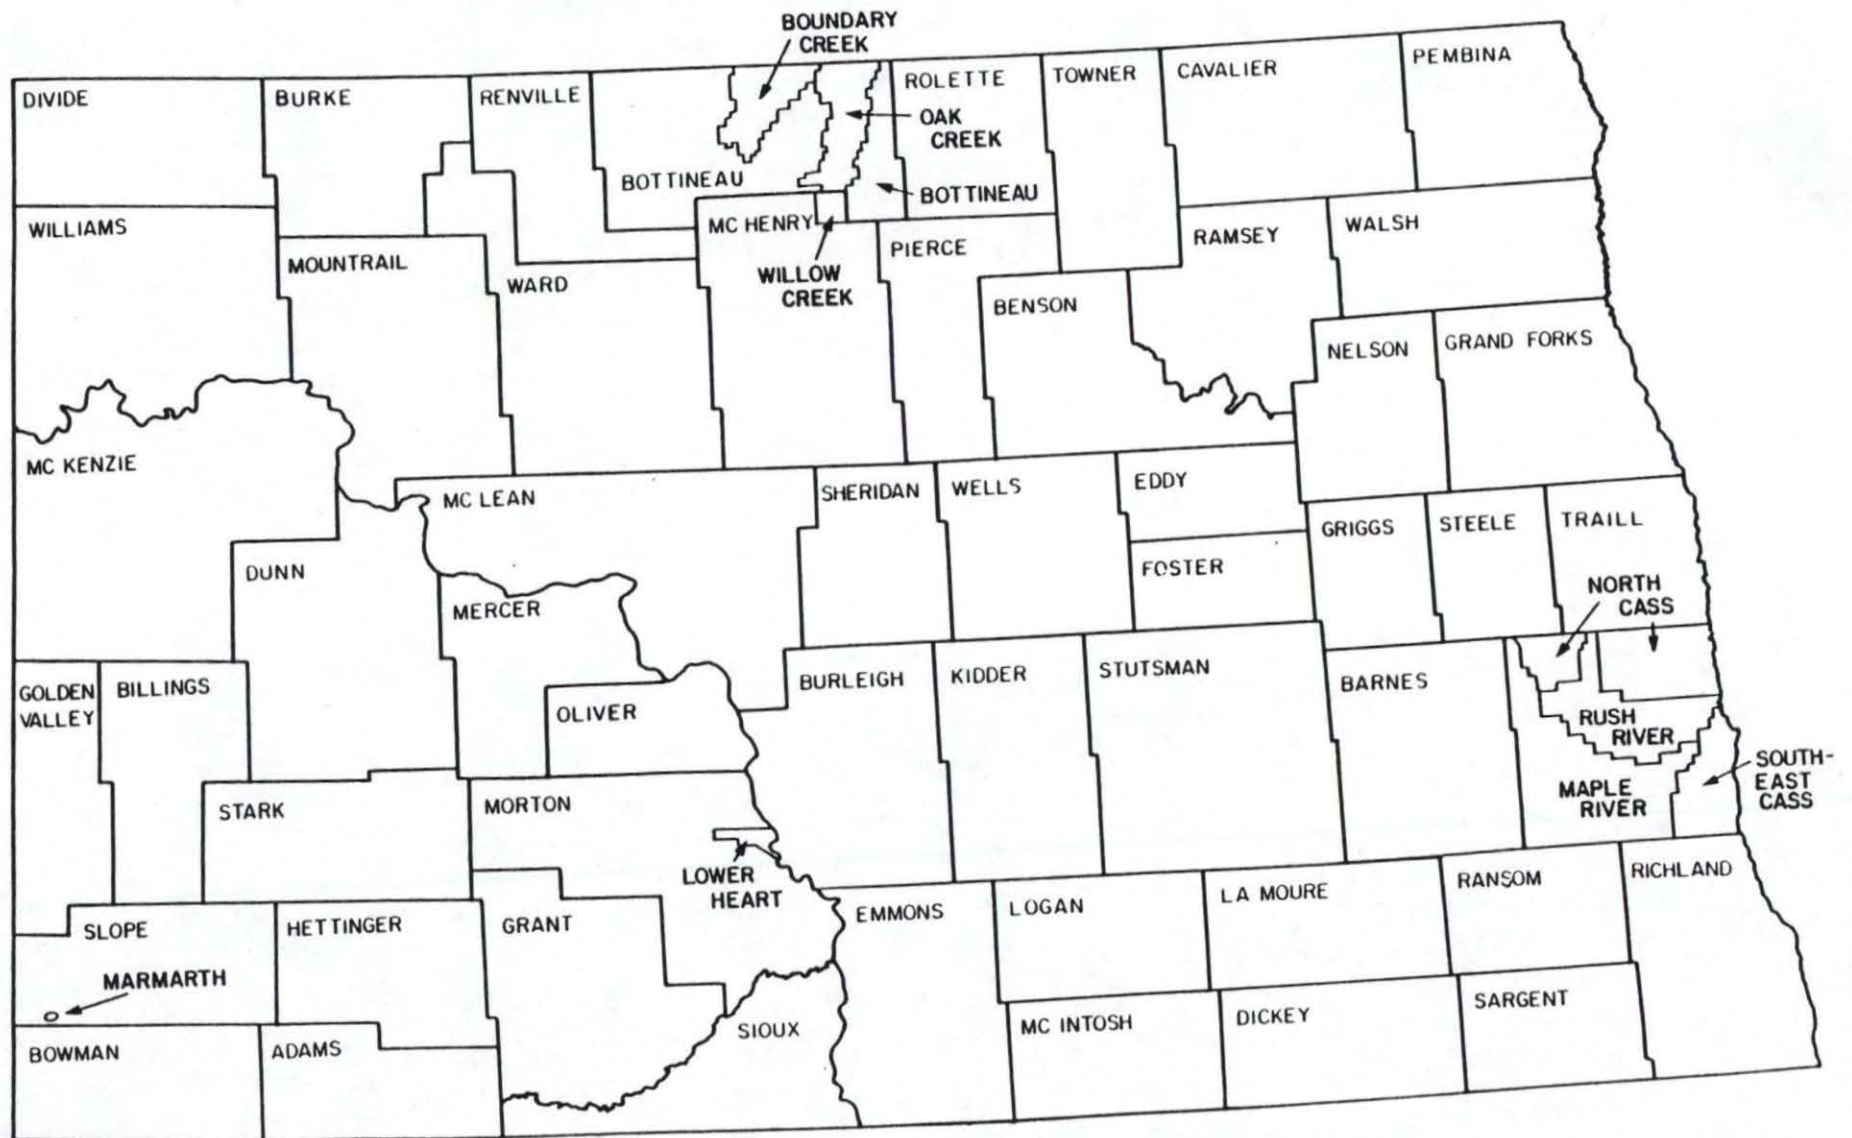 BOUNDARY
CREEK
DIVIDE
BURKE
RENVILLE
ROLETTE
TOWNER
CAVALIER
PEMBINA
OAK
CREEK
BOTTINEAU
BOTTINEAU
WILLIAMS
MOUNTRAIL
WARD
MC HENRY
PIERCE
RAMSEY
WALSH
WILLOW
CREEK
BENSON
NELSON
GRAND FORKS
MC KENZIE
MC LEAN
SHERIDAN
WELLS
EDDY
GRIGGS
STEELE
TRAILL
DUNN
FOSTER
NORTH
CASS
MERCER
GOLDEN
VALLEY
BILLINGS
OLIVER
BURLEIGH
KIDDER
STUTSMAN
BARNES
RUSH
RIVER
SOUTH-
EAST
CASS
MAPLE
RIVER
STARK
MORTON
LOWER
HEART
SLOPE
HETTINGER
GRANT
EMMONS
LOGAN
LA MOURE
RANSOM
RICHLAND
MARMARTH
BOWMAN
ADAMS
SIOUX
MC INTOSH
DICKEY
SARGENT